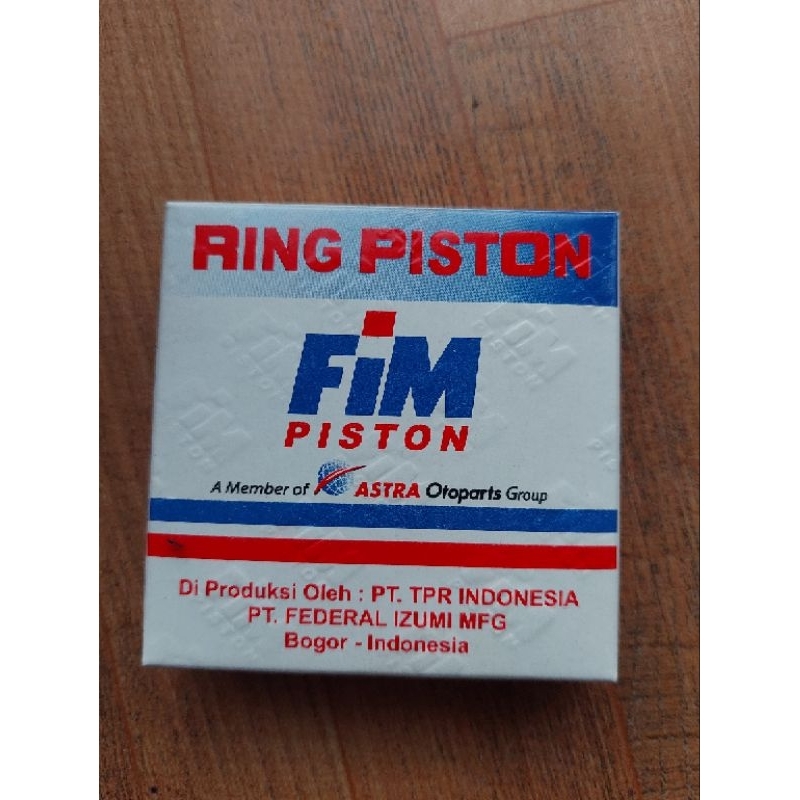 RING PISTON
FiM
PISTON
A Member of ASTRA Otoparts Group
Di Produksi Oleh : PT. TPR INDONESIA
PT. FEDERAL IZUMI MFG
Bogor - Indonesia